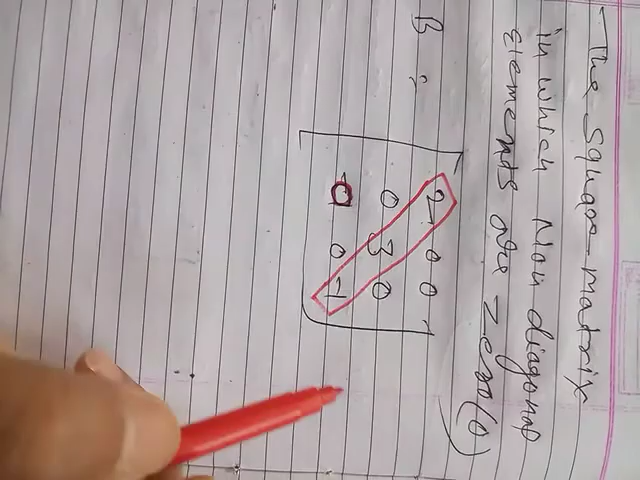 The square-matrix
in which Non diagonal
elements are zero(0)
B =
2 0 0
0 3 0
0 0 -1